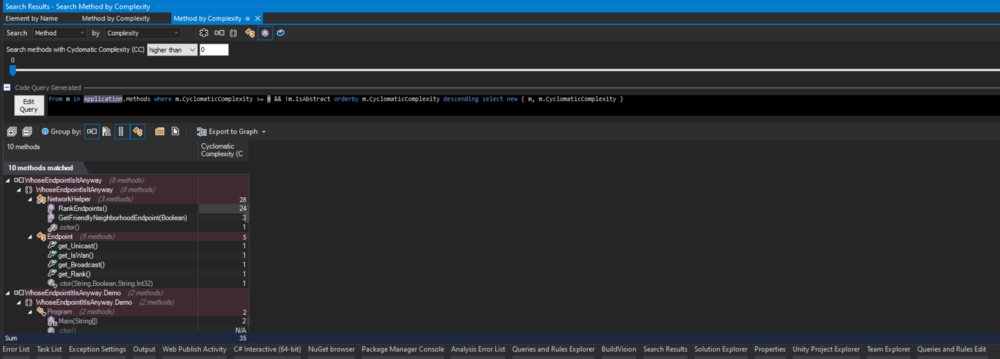 Search Results - Search Method by Complexity
Element by Name Method by Complexity Method by Complexity
Search Method by Complexity
Search methods with Cyclomatic Complexity (CC) higher than 0
0
Code Query Generated
Edit Query from m in Application.Methods where m.CyclomaticComplexity >= 0 && !m.IsAbstract orderby m.CyclomaticComplexity descending select new { m, m.CyclomaticComplexity }
Group by: Export to Graph
10 methods Cyclomatic Complexity (C
10 methods matched
WhoseEndpointIsItAnyway (8 methods)
WhoseEndpointIsItAnyway (8 methods)
NetworkHelper (3 methods) 28
RankEndpoints() 24
GetFriendlyNeighborhoodEndpoint(Boolean) 3
.cctor() 1
Endpoint (5 methods) 5
get_Unicast() 1
get_IsWan() 1
get_Broadcast() 1
get_Rank() 1
.ctor(String,Boolean,String,Int32) 1
WhoseEndpointItIsAnyway.Demo (2 methods)
WhoseEndpointItIsAnyway.Demo (2 methods)
Program (2 methods) 2
Main(String[]) 2
.ctor() N/A
Sum 35
Error List Task List Exception Settings Output Web Publish Activity C# Interactive (64-bit) NuGet browser Package Manager Console Analysis Error List Queries and Rules Explorer BuildVision Search Results Solution Explorer Properties Unity Project Explorer Team Explorer Queries and Rules Edit